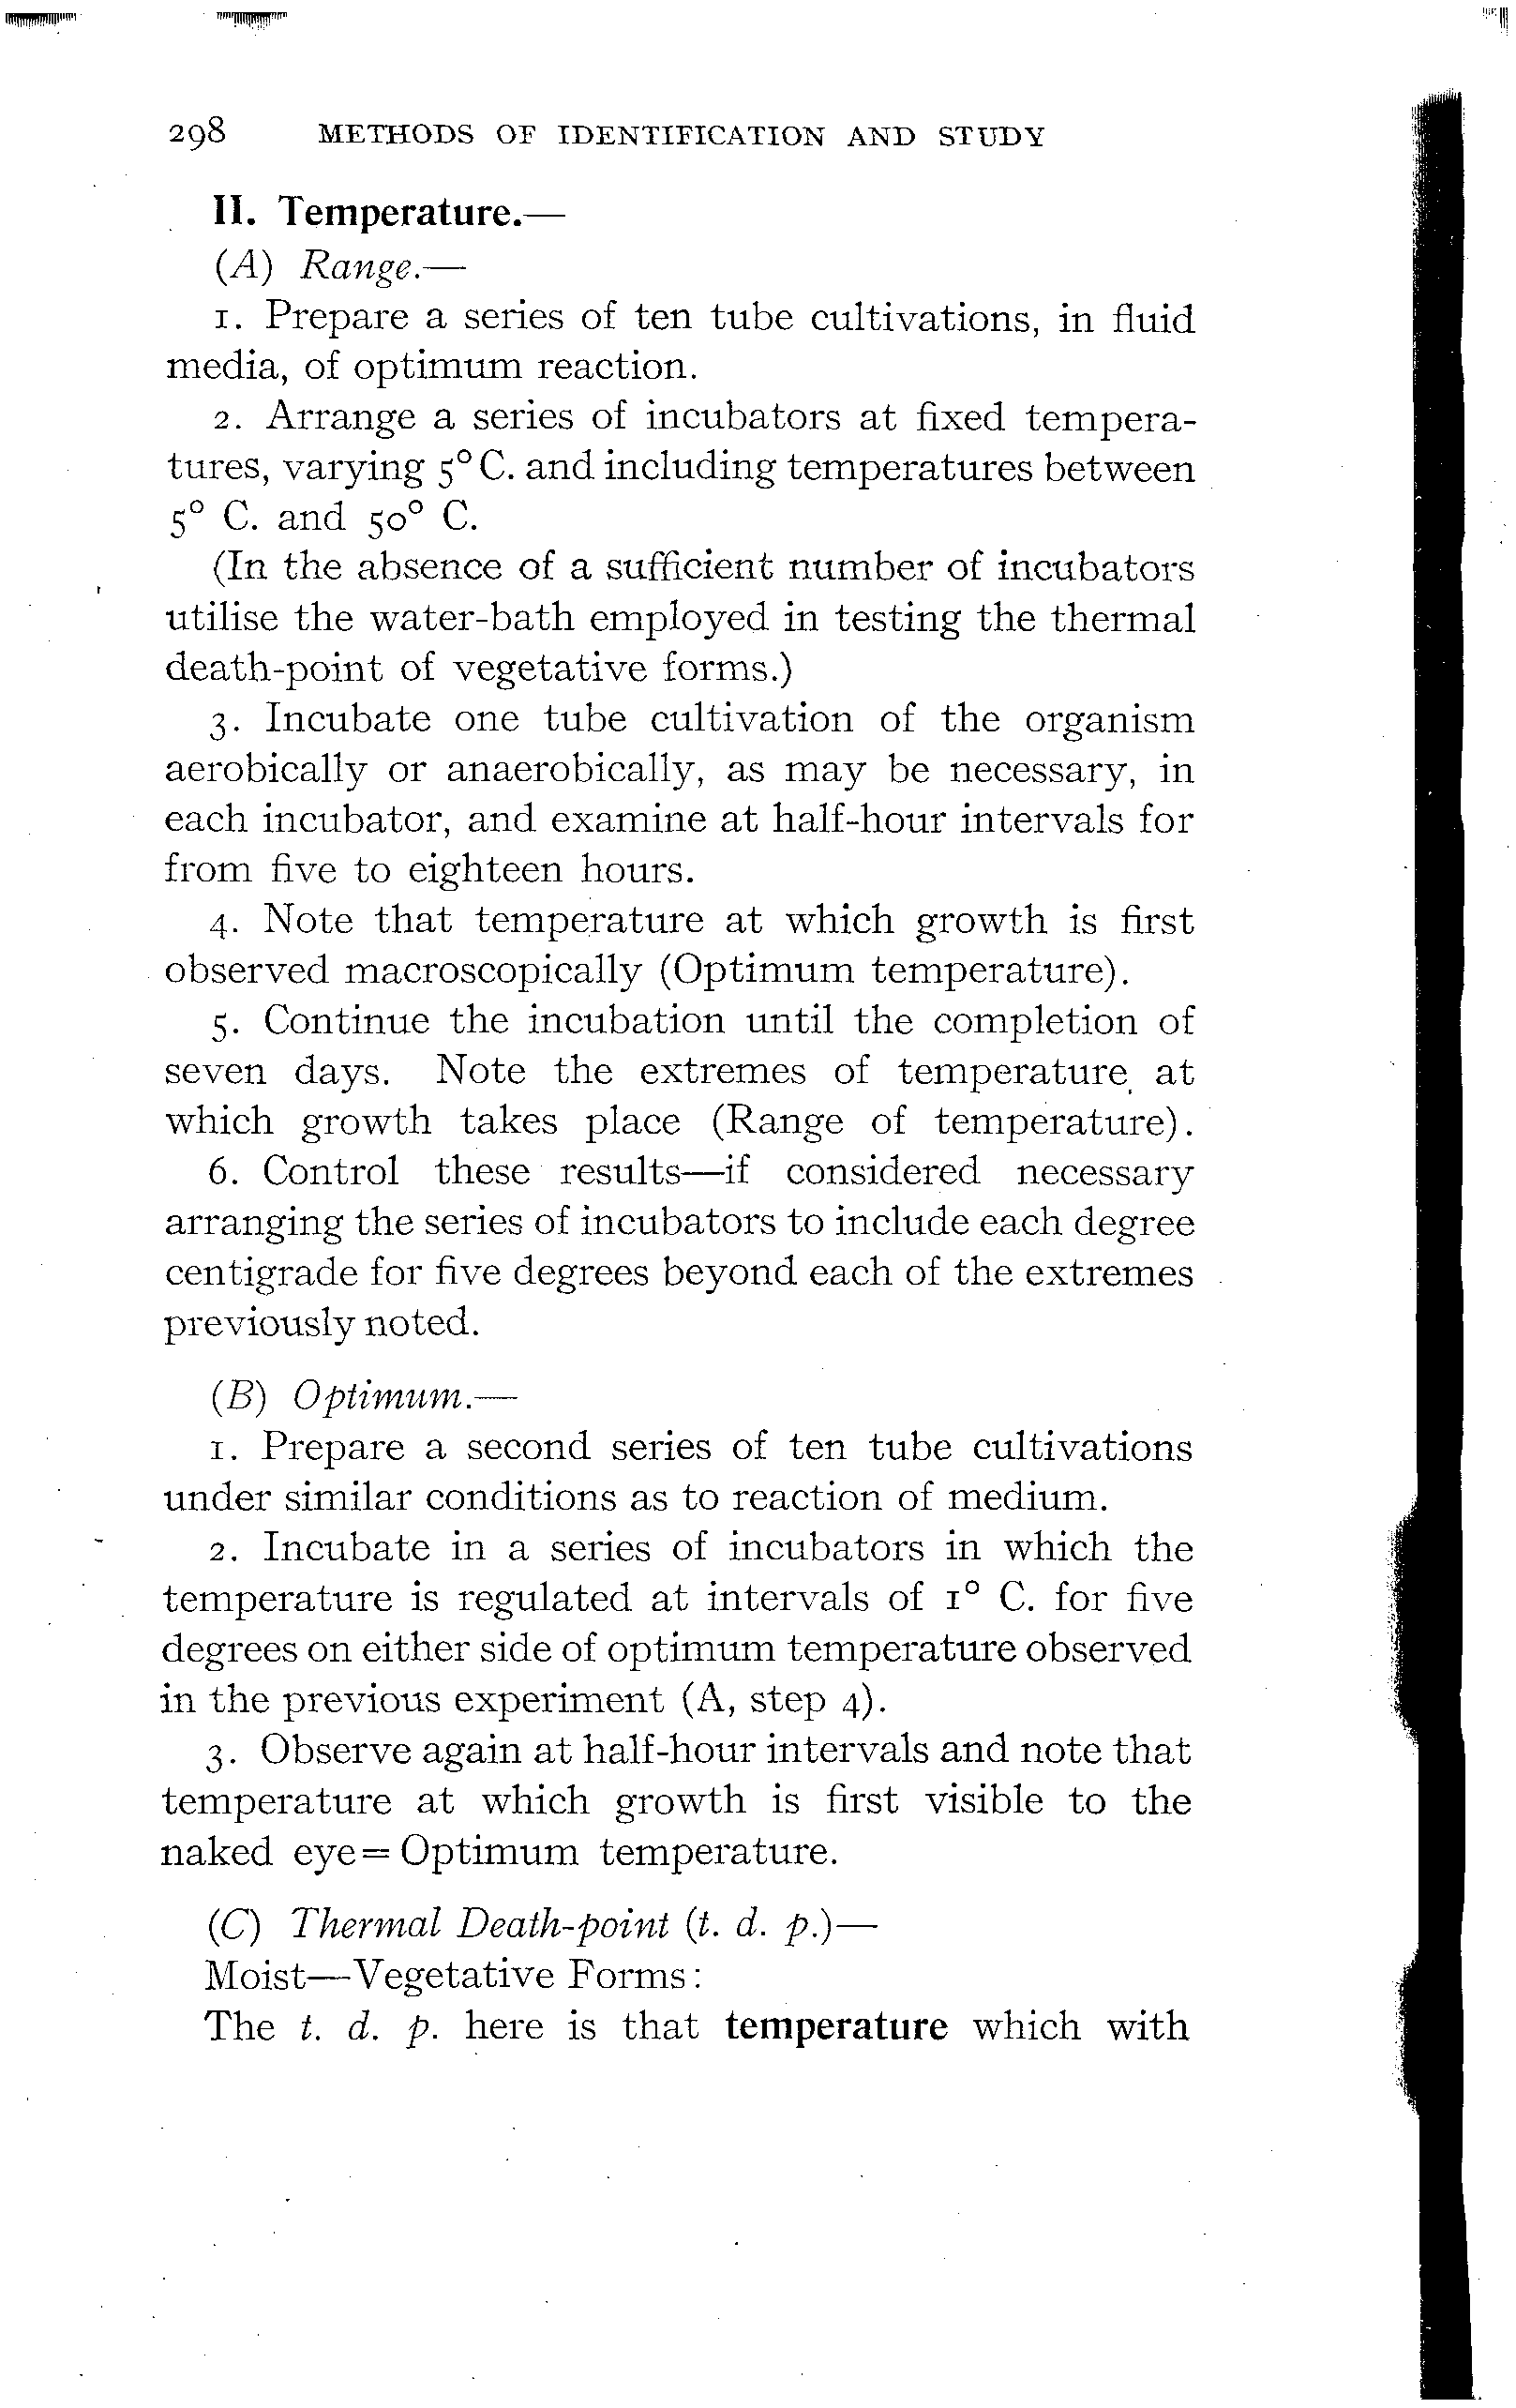 298 METHODS OF IDENTIFICATION AND STUDY
II. Temperature.—
(A) Range.—
1. Prepare a series of ten tube cultivations, in fluid
media, of optimum reaction.
2. Arrange a series of incubators at fixed tempera-
tures, varying 5° C. and including temperatures between
5° C. and 50° C.
(In the absence of a sufficient number of incubators
utilise the water-bath employed in testing the thermal
death-point of vegetative forms.)
3. Incubate one tube cultivation of the organism
aerobically or anaerobically, as may be necessary, in
each incubator, and examine at half-hour intervals for
from five to eighteen hours.
4. Note that temperature at which growth is first
observed macroscopically (Optimum temperature).
5. Continue the incubation until the completion of
seven days. Note the extremes of temperature at
which growth takes place (Range of temperature).
6. Control these results—if considered necessary
arranging the series of incubators to include each degree
centigrade for five degrees beyond each of the extremes
previously noted.
(B) Optimum.—
1. Prepare a second series of ten tube cultivations
under similar conditions as to reaction of medium.
2. Incubate in a series of incubators in which the
temperature is regulated at intervals of 1° C. for five
degrees on either side of optimum temperature observed
in the previous experiment (A, step 4).
3. Observe again at half-hour intervals and note that
temperature at which growth is first visible to the
naked eye= Optimum temperature.
(C) Thermal Death-point (t. d. p.)—
Moist—Vegetative Forms:
The t. d. p. here is that temperature which with